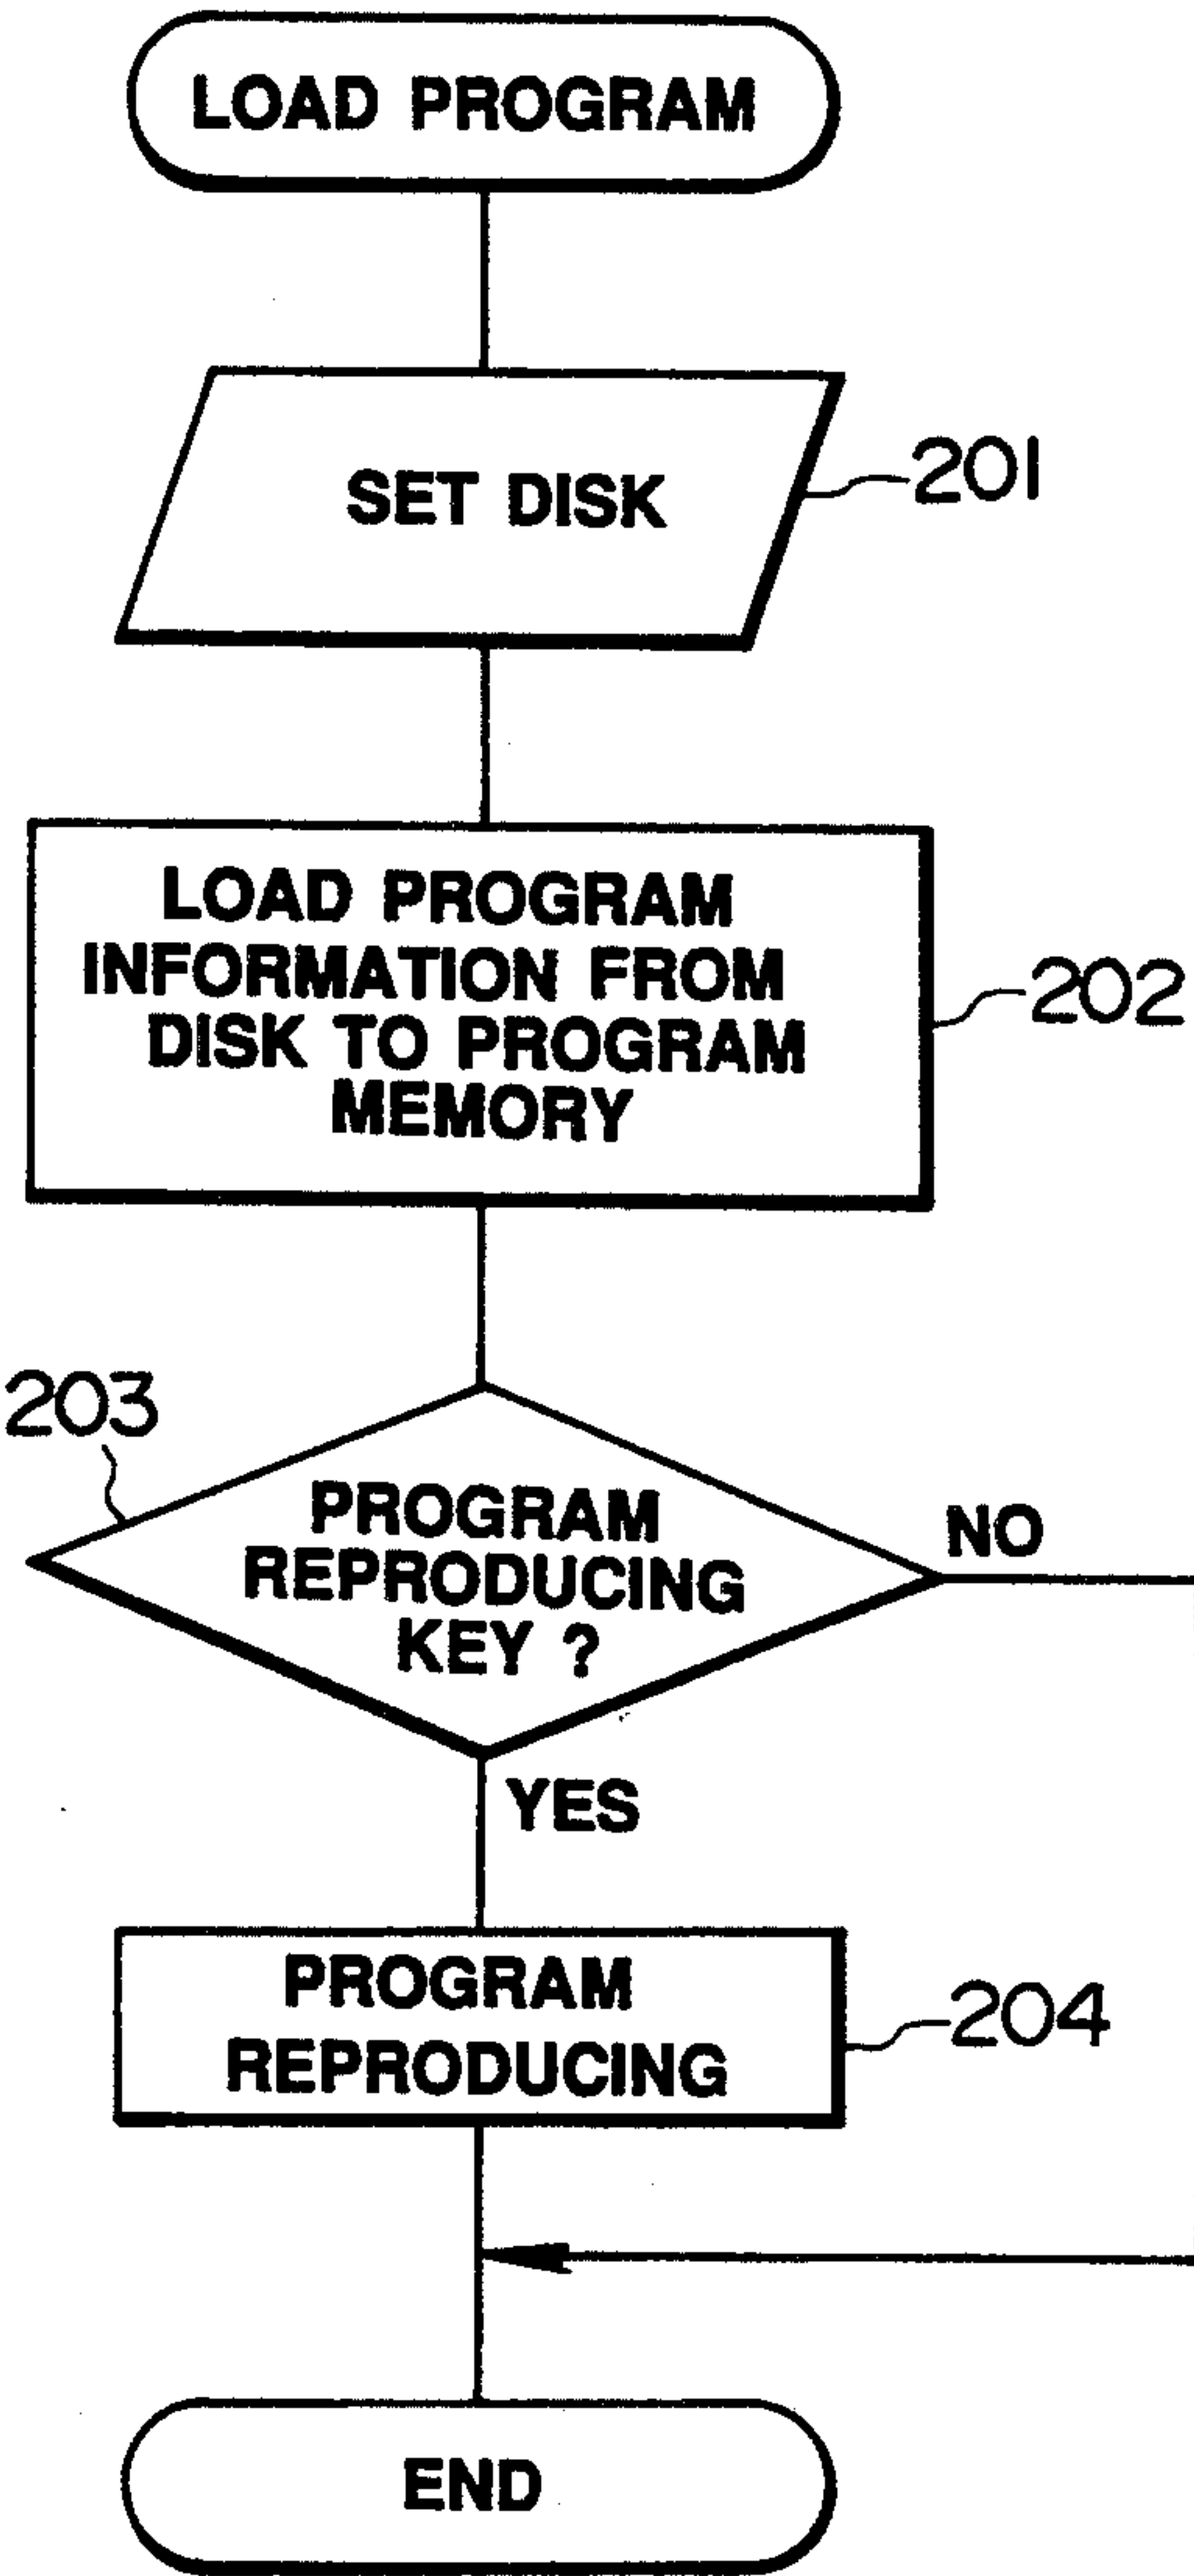 LOAD PROGRAM
SET DISK
201
LOAD PROGRAM
INFORMATION FROM
DISK TO PROGRAM
MEMORY
202
203
PROGRAM
REPRODUCING
KEY ?
NO
YES
PROGRAM
REPRODUCING
204
END